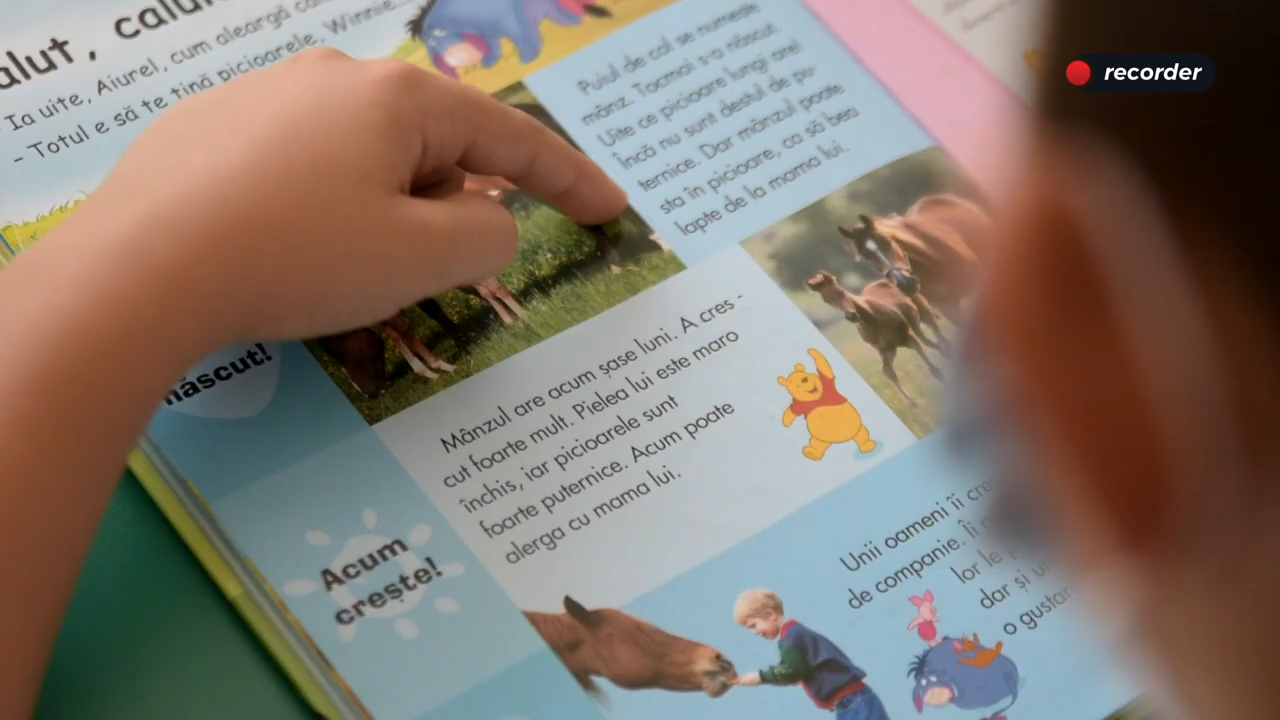 alut,
- Ia uite, Aiurel, cum aleargă
- Totul e să te țină picioarele, Winnie...
Puiul de cal se numește
mânz. Tocmai s-a născut.
Uite ce picioare lungi are!
Încă nu sunt destul de pu-
ternice. Dar mânzul poate
sta în picioare, ca să bea
lapte de la mama lui.
născut!
Mânzul are acum șase luni. A cres -
cut foarte mult. Pielea lui este maro
închis, iar picioarele sunt
foarte puternice. Acum poate
alerga cu mama lui.
Acum
crește!
Unii oameni îi cre
de companie. Îi
lor le
dar și
o gustar
recorder